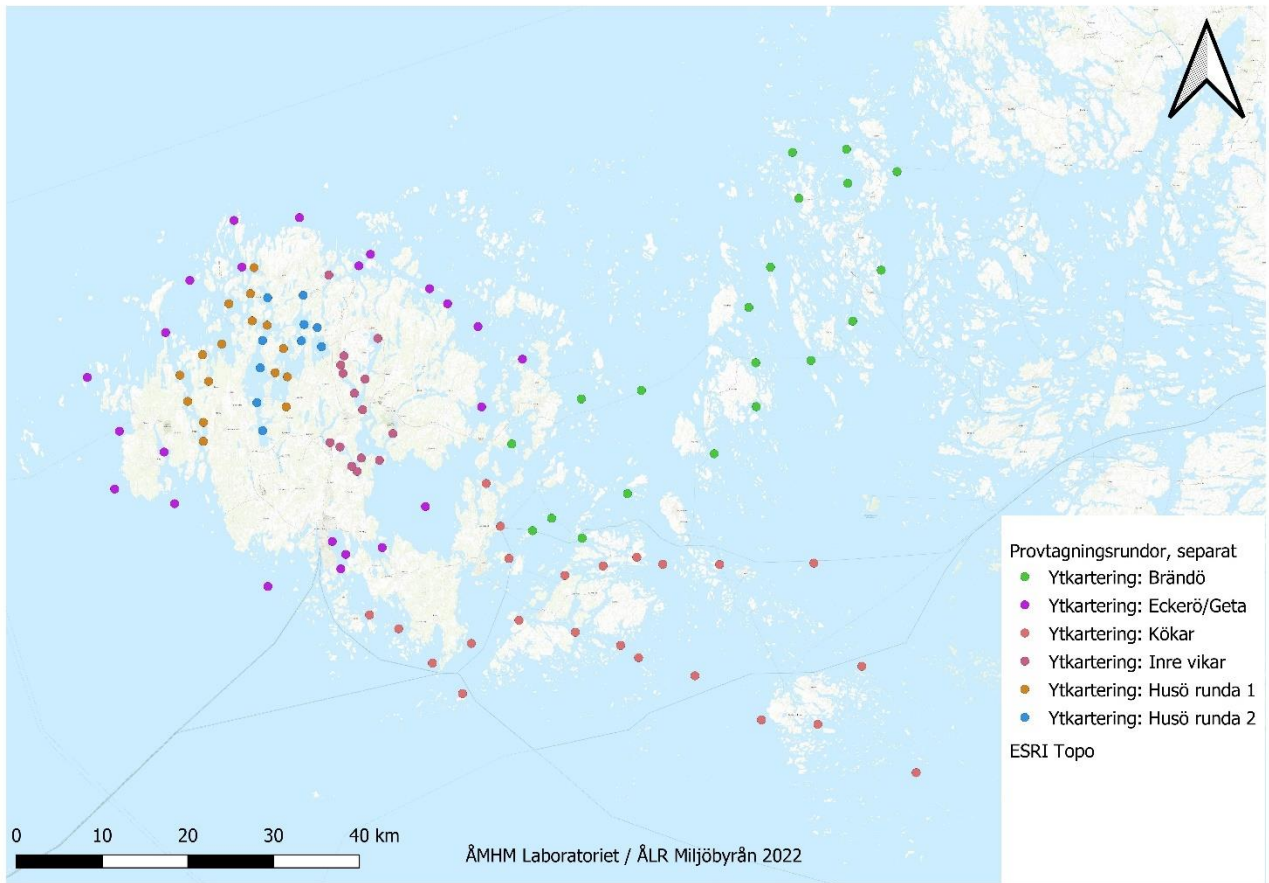 Provtagningsrundor, separat
Ytkartering: Brändö
Ytkartering: Eckerö/Geta
Ytkartering: Kökar
Ytkartering: Inre vikar
Ytkartering: Husö runda 1
Ytkartering: Husö runda 2
ESRI Topo
0 10 20 30 40 km
ÅMHM Laboratoriet / ÅLR Miljöbyrån 2022